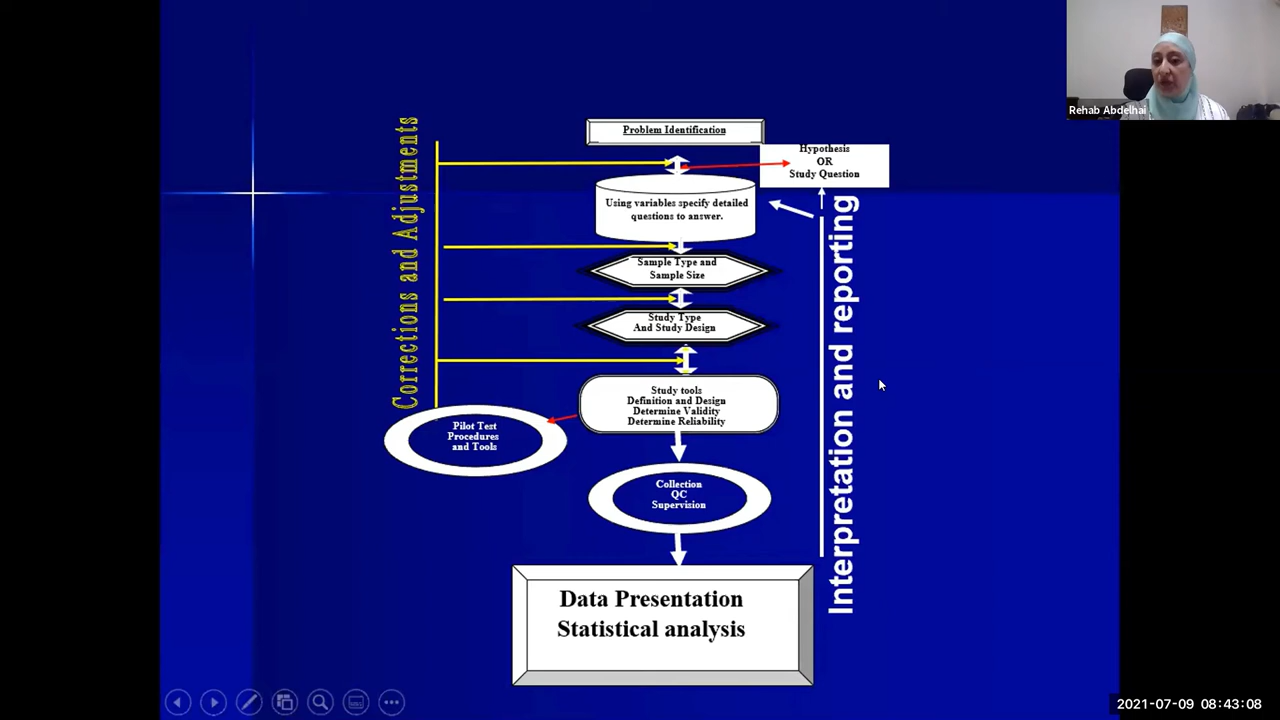 Rehab Abdelhai
Problem Identification
Hypothesis
OR
Study Question
Corrections and Adjustments
Using variables specify detailed
questions to answer.
Sample Type and
Sample Size
Study Type
And Study Design
Study tools
Definition and Design
Determine Validity
Determine Reliability
Pilot Test
Procedures
and Tools
Collection
QC
Supervision
Interpretation and reporting
Data Presentation
Statistical analysis
2021-07-09 08:43:08